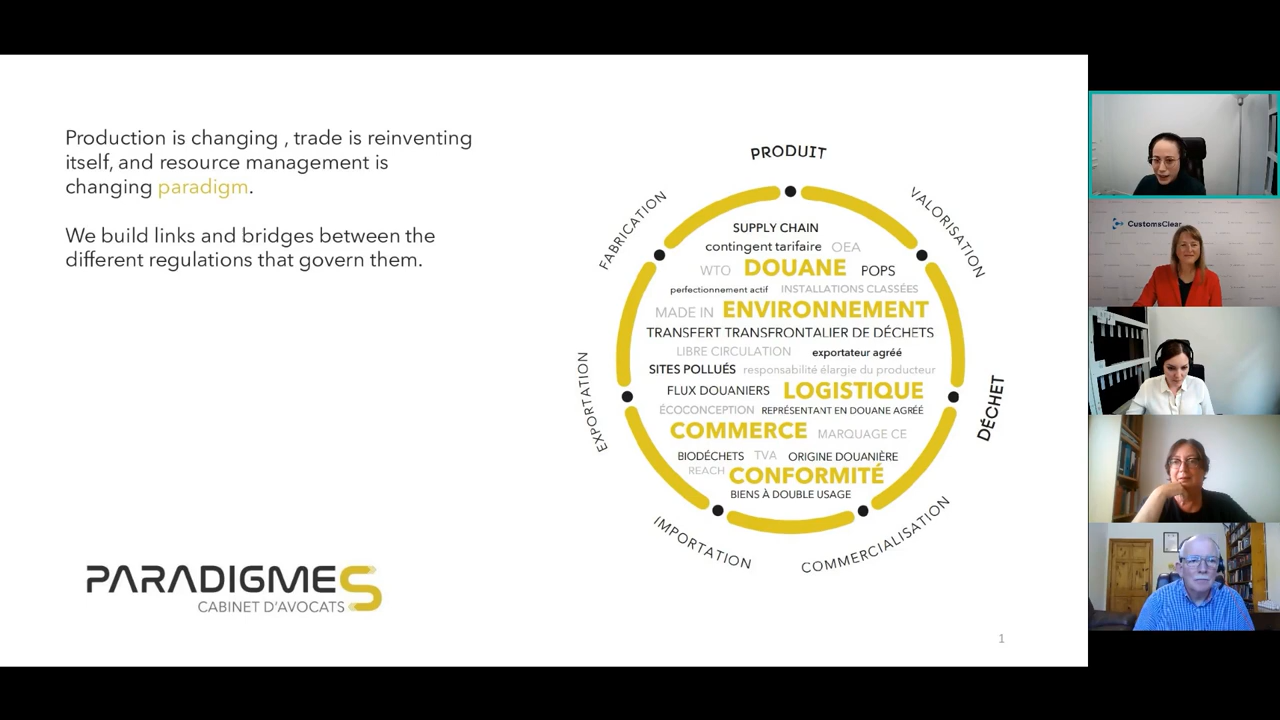 Production is changing , trade is reinventing
itself, and resource management is
changing paradigm.
We build links and bridges between the
different regulations that govern them.
PARADIGMES
CABINET D'AVOCATS
PRODUIT
VALORISATION
DÉCHET
COMMERCIALISATION
IMPORTATION
EXPORTATION
FABRICATION
SUPPLY CHAIN
contingent tarifaire OEA
WTO DOUANE POPS
perfectionnement actif INSTALLATIONS CLASSÉES
MADE IN ENVIRONNEMENT
TRANSFERT TRANSFRONTALIER DE DÉCHETS
LIBRE CIRCULATION exportateur agréé
SITES POLLUÉS responsabilité élargie du producteur
FLUX DOUANIERS LOGISTIQUE
ÉCOCONCEPTION REPRÉSENTANT EN DOUANE AGRÉÉ
COMMERCE MARQUAGE CE
BIODÉCHETS TVA ORIGINE DOUANIÈRE
REACH CONFORMITÉ
BIENS À DOUBLE USAGE
1
CustomsClear